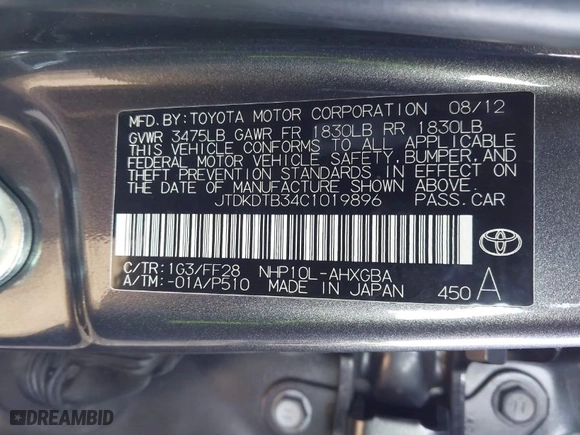 MFD. BY: TOYOTA MOTOR CORPORATION 08/12
GVWR 3475LB GAWR FR 1830LB RR 1830LB
THIS VEHICLE CONFORMS TO ALL APPLICABLE
FEDERAL MOTOR VEHICLE SAFETY, BUMPER, AND
THEFT PREVENTION STANDARDS IN EFFECT ON
THE DATE OF MANUFACTURE SHOWN ABOVE.
JTDKDTB34C1019896 PASS. CAR
C/TR: 1G3/FF28 NHP10L-AHXGBA
A/TM: -01A/P510 MADE IN JAPAN 450 A
DREAMBID